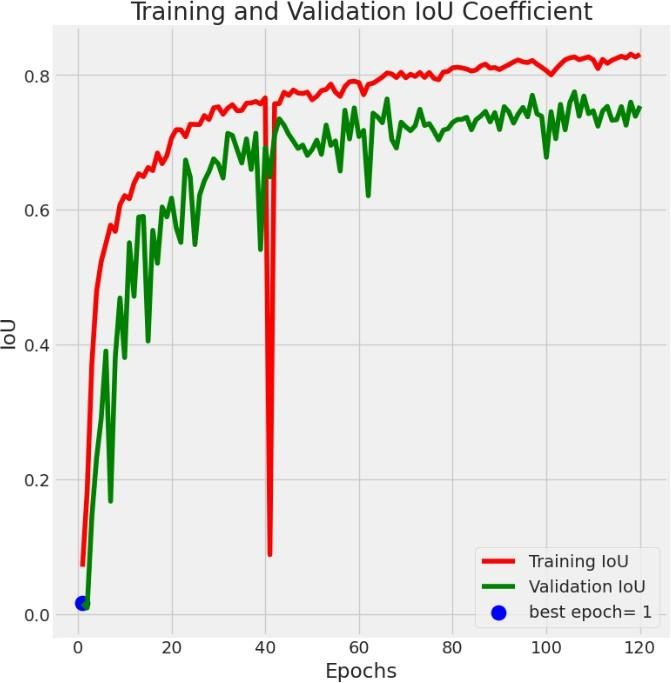 Training and Validation IoU Coefficient
IoU
0.8
0.6
0.4
0.2
0.0
0 20 40 60 80 100 120
Epochs
Training IoU
Validation IoU
best epoch= 1